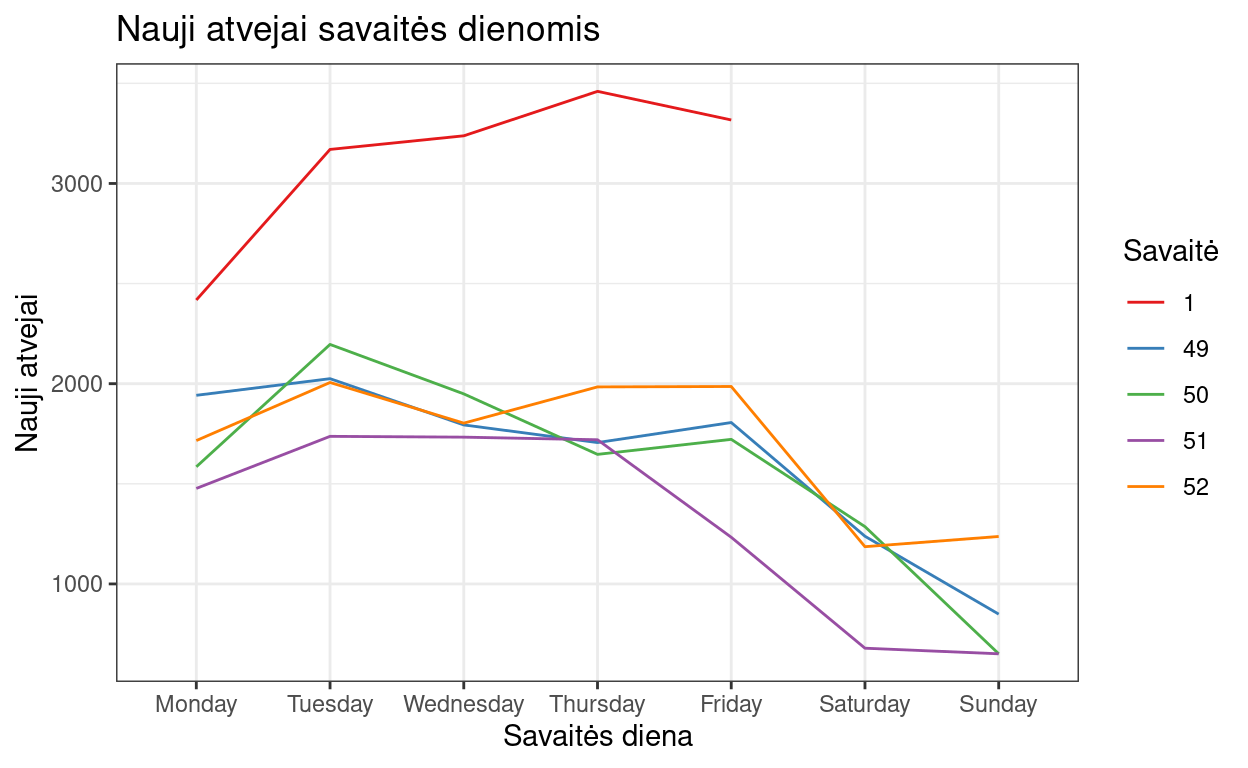 Nauji atvejai savaitės dienomis
Nauji atvejai
3000
2000
1000
Monday Tuesday Wednesday Thursday Friday Saturday Sunday
Savaitės diena
Savaitė
1
49
50
51
52